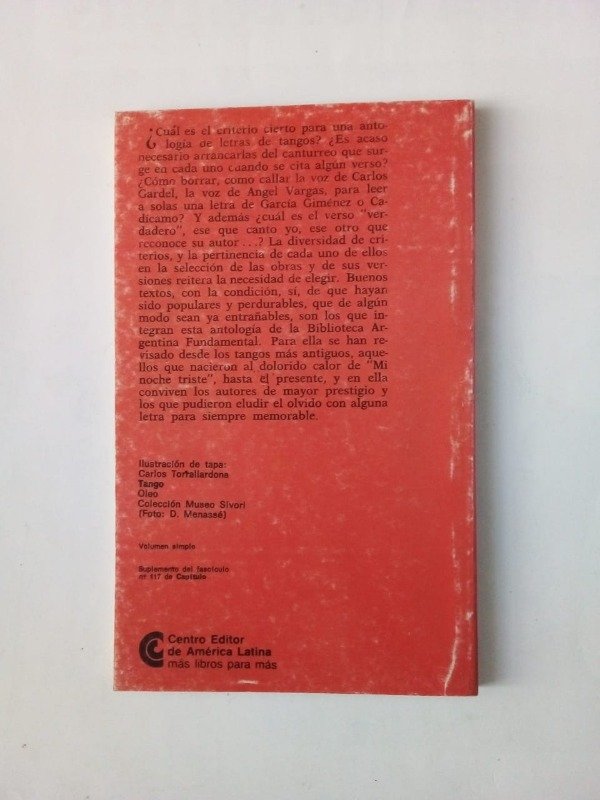 ¿Cuál es el criterio cierto para una anto-
logía de letras de tangos? ¿Es acaso
necesario arrancarlas del canturreo que sur-
ge en cada uno cuando se cita algún verso?
¿Cómo borrar, cómo callar la voz de Carlos
Gardel, la voz de Angel Vargas, para leer
a solas una letra de García Giménez o Ca-
dícamo? Y además ¿cuál es el verso "ver-
dadero", ese que canto yo, ese otro que
reconoce su autor...? La diversidad de cri-
terios, y la pertinencia de cada uno de ellos
en la selección de las obras y de sus ver-
siones reitera la necesidad de elegir. Buenos
textos, con la condición, sí, de que hayan
sido populares y perdurables, que de algún
modo sean ya entrañables, son los que in-
tegran esta antología de la Biblioteca Ar-
gentina Fundamental. Para ella se han re-
visado desde los tangos más antiguos, aque-
llos que nacieron al dolorido calor de "Mi
noche triste", hasta el presente, y en ella
conviven los autores de mayor prestigio y
los que pudieron eludir el olvido con alguna
letra para siempre memorable.
Ilustración de tapa:
Carlos Torrallardona
Tango
Oleo
Colección Museo Sívori
(Foto: D. Menassé)
Volumen simple
Suplemento del fascículo
nº 117 de Capítulo
Centro Editor
de América Latina
más libros para más